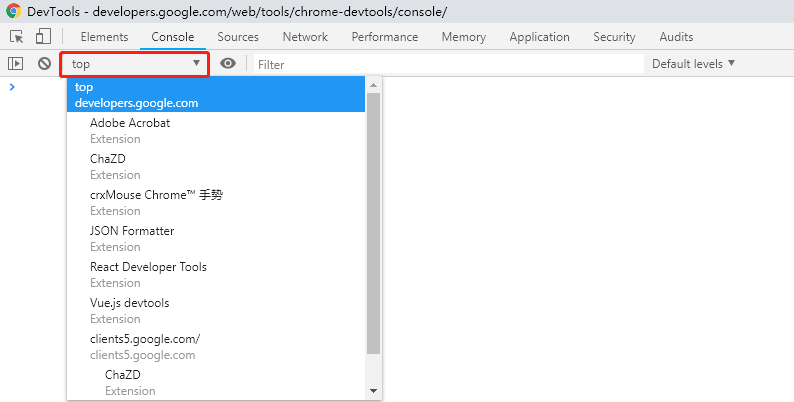 DevTools - developers.google.com/web/tools/chrome-devtools/console/
Elements Console Sources Network Performance Memory Application Security Audits
top Filter Default levels
top
developers.google.com
Adobe Acrobat
Extension
ChaZD
Extension
crxMouse Chrome™ 手势
Extension
JSON Formatter
Extension
React Developer Tools
Extension
Vue.js devtools
Extension
clients5.google.com/
clients5.google.com
ChaZD
Extension